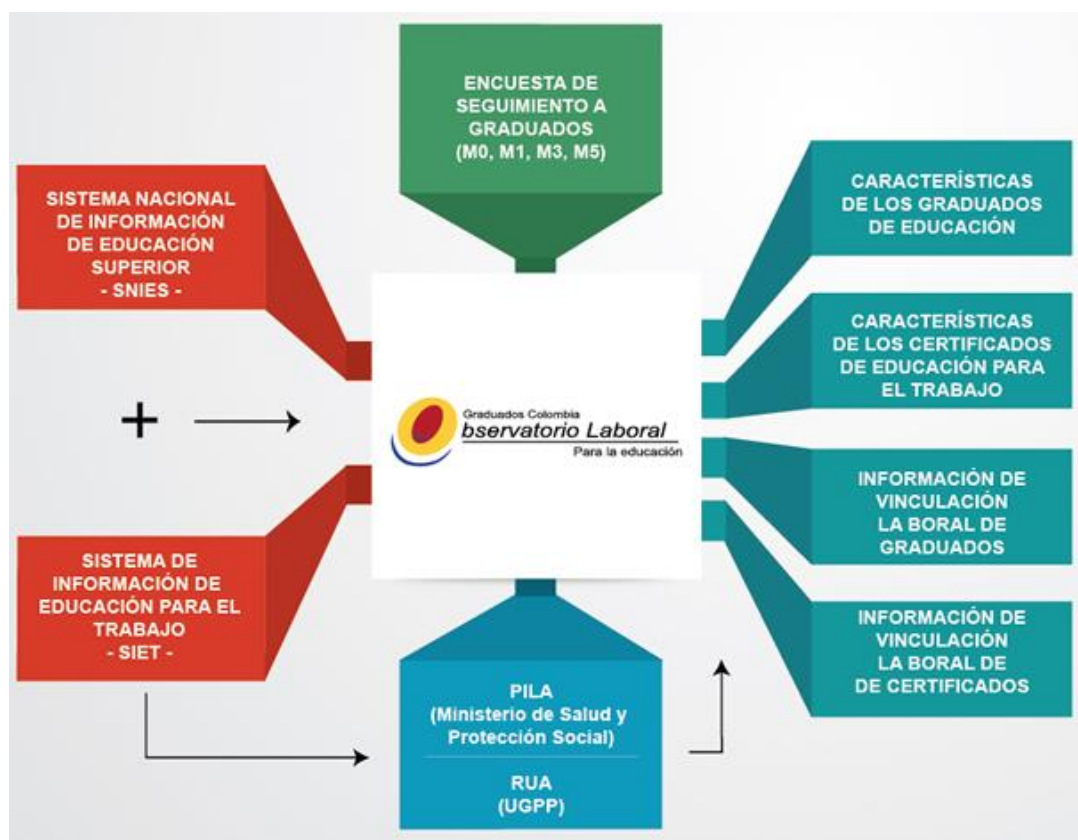 ENCUESTA DE
SEGUIMIENTO A
GRADUADOS
(M0, M1, M3, M5)
SISTEMA NACIONAL
DE INFORMACIÓN
DE EDUCACIÓN
SUPERIOR
- SNIES -
+
SISTEMA DE
INFORMACIÓN DE
EDUCACIÓN PARA EL
TRABAJO
- SIET -
Graduados Colombia
bservatorio Laboral
Para la educación
PILA
(Ministerio de Salud y
Protección Social)
RUA
(UGPP)
CARACTERÍSTICAS
DE LOS GRADUADOS
DE EDUCACIÓN
CARACTERÍSTICAS
DE LOS CERTIFICADOS
DE EDUCACIÓN PARA
EL TRABAJO
INFORMACIÓN DE
VINCULACIÓN
LA BORAL DE
GRADUADOS
INFORMACIÓN DE
VINCULACIÓN
LA BORAL DE
DE CERTIFICADOS